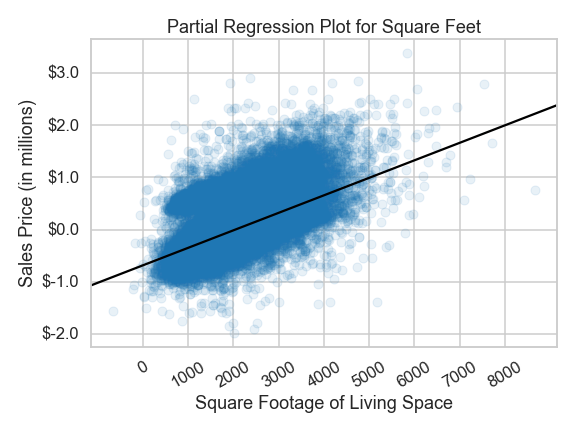 Partial Regression Plot for Square Feet
Sales Price (in millions)
$3.0
$2.0
$1.0
$0.0
$-1.0
$-2.0
0 1000 2000 3000 4000 5000 6000 7000 8000
Square Footage of Living Space